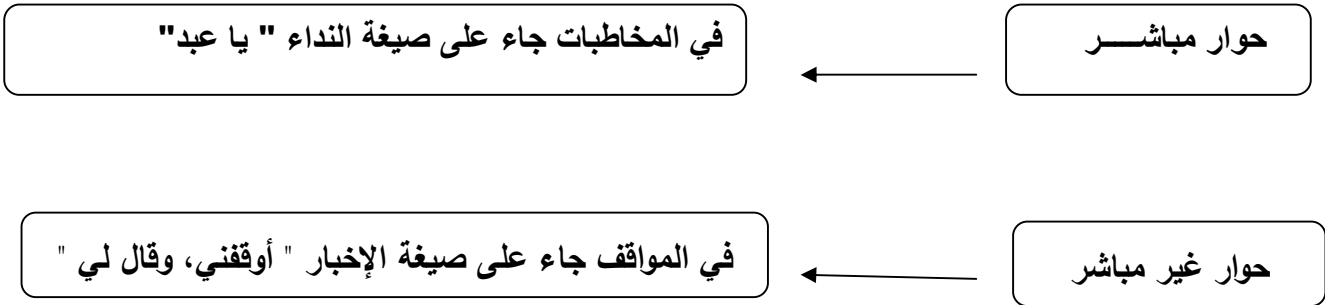 حوار مباشــــر
في المخاطبات جاء على صيغة النداء " يا عبد"
حوار غير مباشر
في المواقف جاء على صيغة الإخبار " أوقفني، وقال لي "